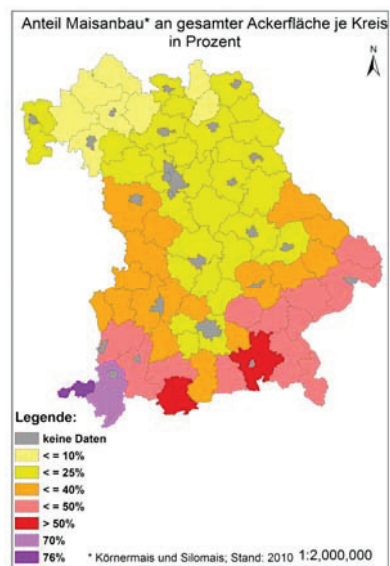 Anteil Maisanbau* an gesamter Ackerfläche je Kreis
in Prozent
N
Legende:
keine Daten
< = 10%
< = 25%
< = 40%
< = 50%
> 50%
70%
76%
* Körnermais und Silomais; Stand: 2010 1:2,000,000